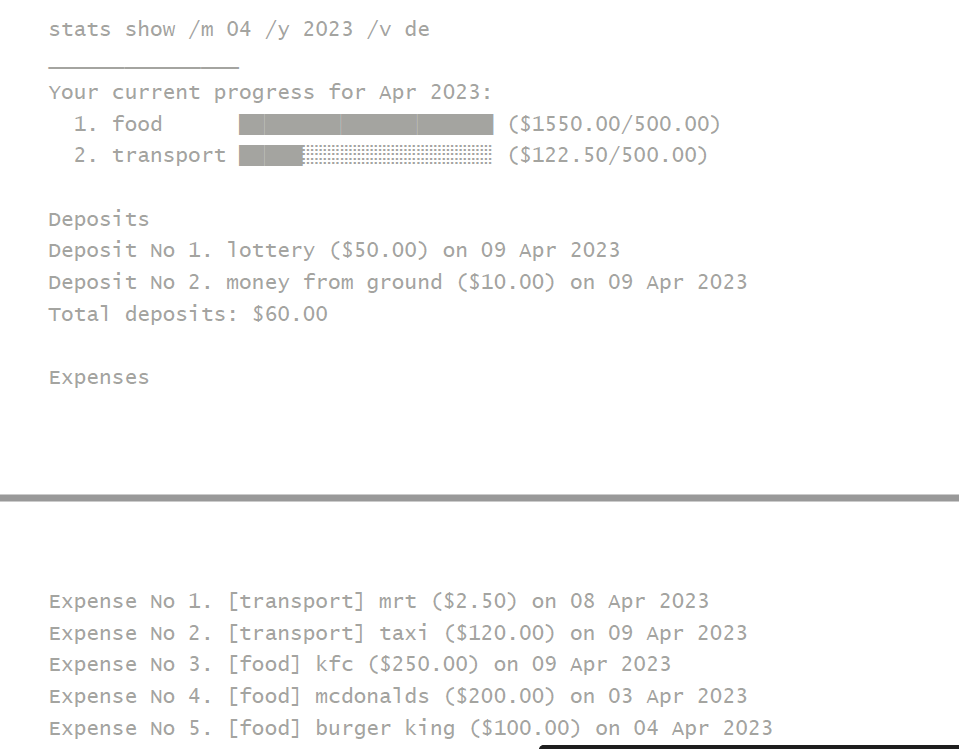 stats show /m 04 /y 2023 /v de
_______________
Your current progress for Apr 2023:
1. food ████████████████████ ($1550.00/500.00)
2. transport █████░░░░░░░░░░░░░░░ ($122.50/500.00)
Deposits
Deposit No 1. lottery ($50.00) on 09 Apr 2023
Deposit No 2. money from ground ($10.00) on 09 Apr 2023
Total deposits: $60.00
Expenses
Expense No 1. [transport] mrt ($2.50) on 08 Apr 2023
Expense No 2. [transport] taxi ($120.00) on 09 Apr 2023
Expense No 3. [food] kfc ($250.00) on 09 Apr 2023
Expense No 4. [food] mcdonalds ($200.00) on 03 Apr 2023
Expense No 5. [food] burger king ($100.00) on 04 Apr 2023